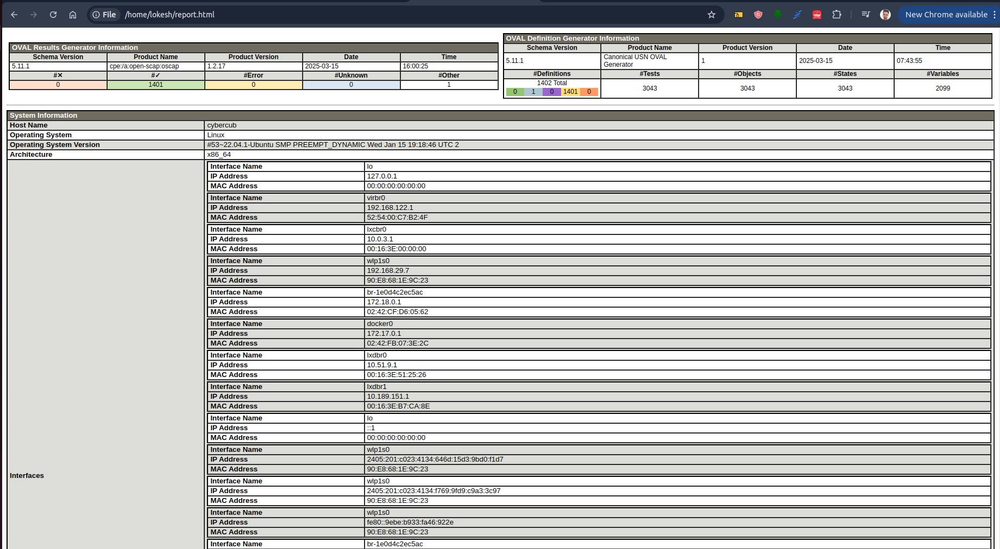 File /home/lokesh/report.html New Chrome available
OVAL Results Generator Information
Schema Version Product Name Product Version Date Time
5.11.1 cpe:/a:open-scap:oscap 1.2.17 2025-03-15 16:00:25
#✕ #✓ #Error #Unknown #Other
0 1401 0 0 1
OVAL Definition Generator Information
Schema Version Product Name Product Version Date Time
5.11.1 Canonical USN OVAL Generator 1 2025-03-15 07:43:55
#Definitions #Tests #Objects #States #Variables
1402 Total
0 1 0 1401 0 3043 3043 3043 2099
System Information
Host Name cybercub
Operating System Linux
Operating System Version #53~22.04.1-Ubuntu SMP PREEMPT_DYNAMIC Wed Jan 15 19:18:46 UTC 2
Architecture x86_64
Interfaces
Interface Name lo
IP Address 127.0.0.1
MAC Address 00:00:00:00:00:00
Interface Name virbr0
IP Address 192.168.122.1
MAC Address 52:54:00:C7:B2:4F
Interface Name lxcbr0
IP Address 10.0.3.1
MAC Address 00:16:3E:00:00:00
Interface Name wlp1s0
IP Address 192.168.29.7
MAC Address 90:E8:68:1E:9C:23
Interface Name br-1e0d4c2ec5ac
IP Address 172.18.0.1
MAC Address 02:42:CF:D6:05:62
Interface Name docker0
IP Address 172.17.0.1
MAC Address 02:42:FB:07:3E:2C
Interface Name lxdbr0
IP Address 10.51.9.1
MAC Address 00:16:3E:51:25:26
Interface Name lxdbr1
IP Address 10.189.151.1
MAC Address 00:16:3E:B7:CA:8E
Interface Name lo
IP Address ::1
MAC Address 00:00:00:00:00:00
Interface Name wlp1s0
IP Address 2405:201:c023:4134:646d:15d3:9bd0:f1d7
MAC Address 90:E8:68:1E:9C:23
Interface Name wlp1s0
IP Address 2405:201:c023:4134:f769:9fd9:c9a3:3c97
MAC Address 90:E8:68:1E:9C:23
Interface Name wlp1s0
IP Address fe80::9ebe:b933:fa46:922e
MAC Address 90:E8:68:1E:9C:23
Interface Name br-1e0d4c2ec5ac